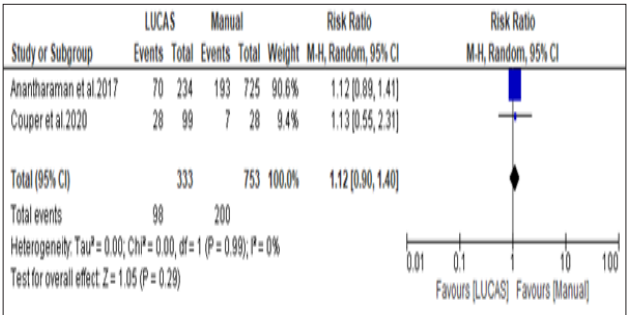 LUCAS Manual Risk Ratio Risk Ratio
Study or Subgroup Events Total Events Total Weight M-H, Random, 95% CI M-H, Random, 95% CI
Anantharaman et al.2017 70 234 193 725 90.6% 1.12 [0.89, 1.41]
Couper et al.2020 28 99 7 28 9.4% 1.13 [0.55, 2.31]
Total (95% CI) 333 753 100.0% 1.12 [0.90, 1.40]
Total events 98 200
Heterogeneity: Tau² = 0.00; Chi² = 0.00, df = 1 (P = 0.99); I² = 0%
Test for overall effect: Z = 1.05 (P = 0.29)
0.01 0.1 1 10 100
Favours [LUCAS] Favours [Manual]